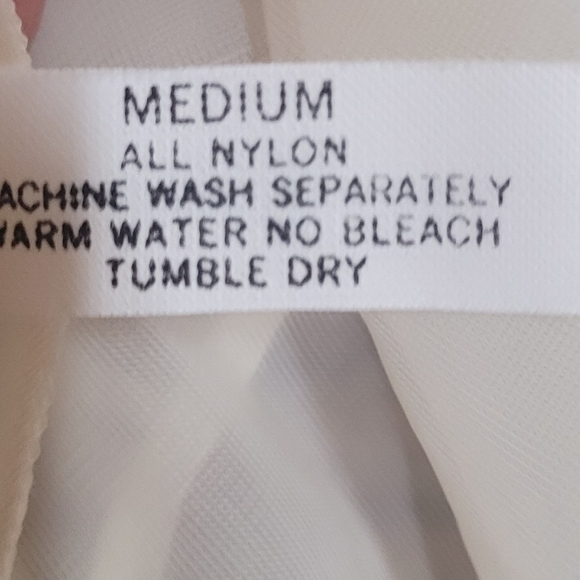 MEDIUM
ALL NYLON
ACHINE WASH SEPARATELY
ARM WATER NO BLEACH
TUMBLE DRY